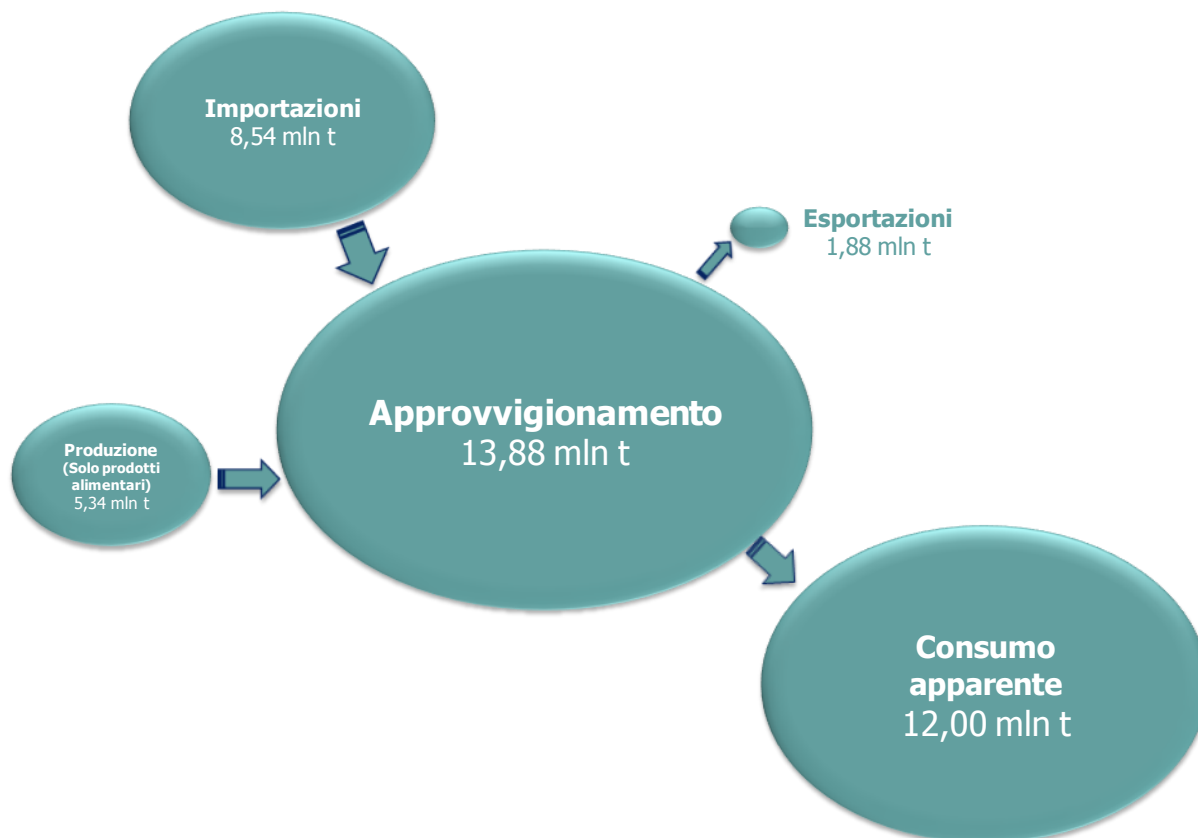 Importazioni
8,54 mln t
Esportazioni
1,88 mln t
Approvvigionamento
13,88 mln t
Produzione
(Solo prodotti
alimentari)
5,34 mln t
Consumo
apparente
12,00 mln t